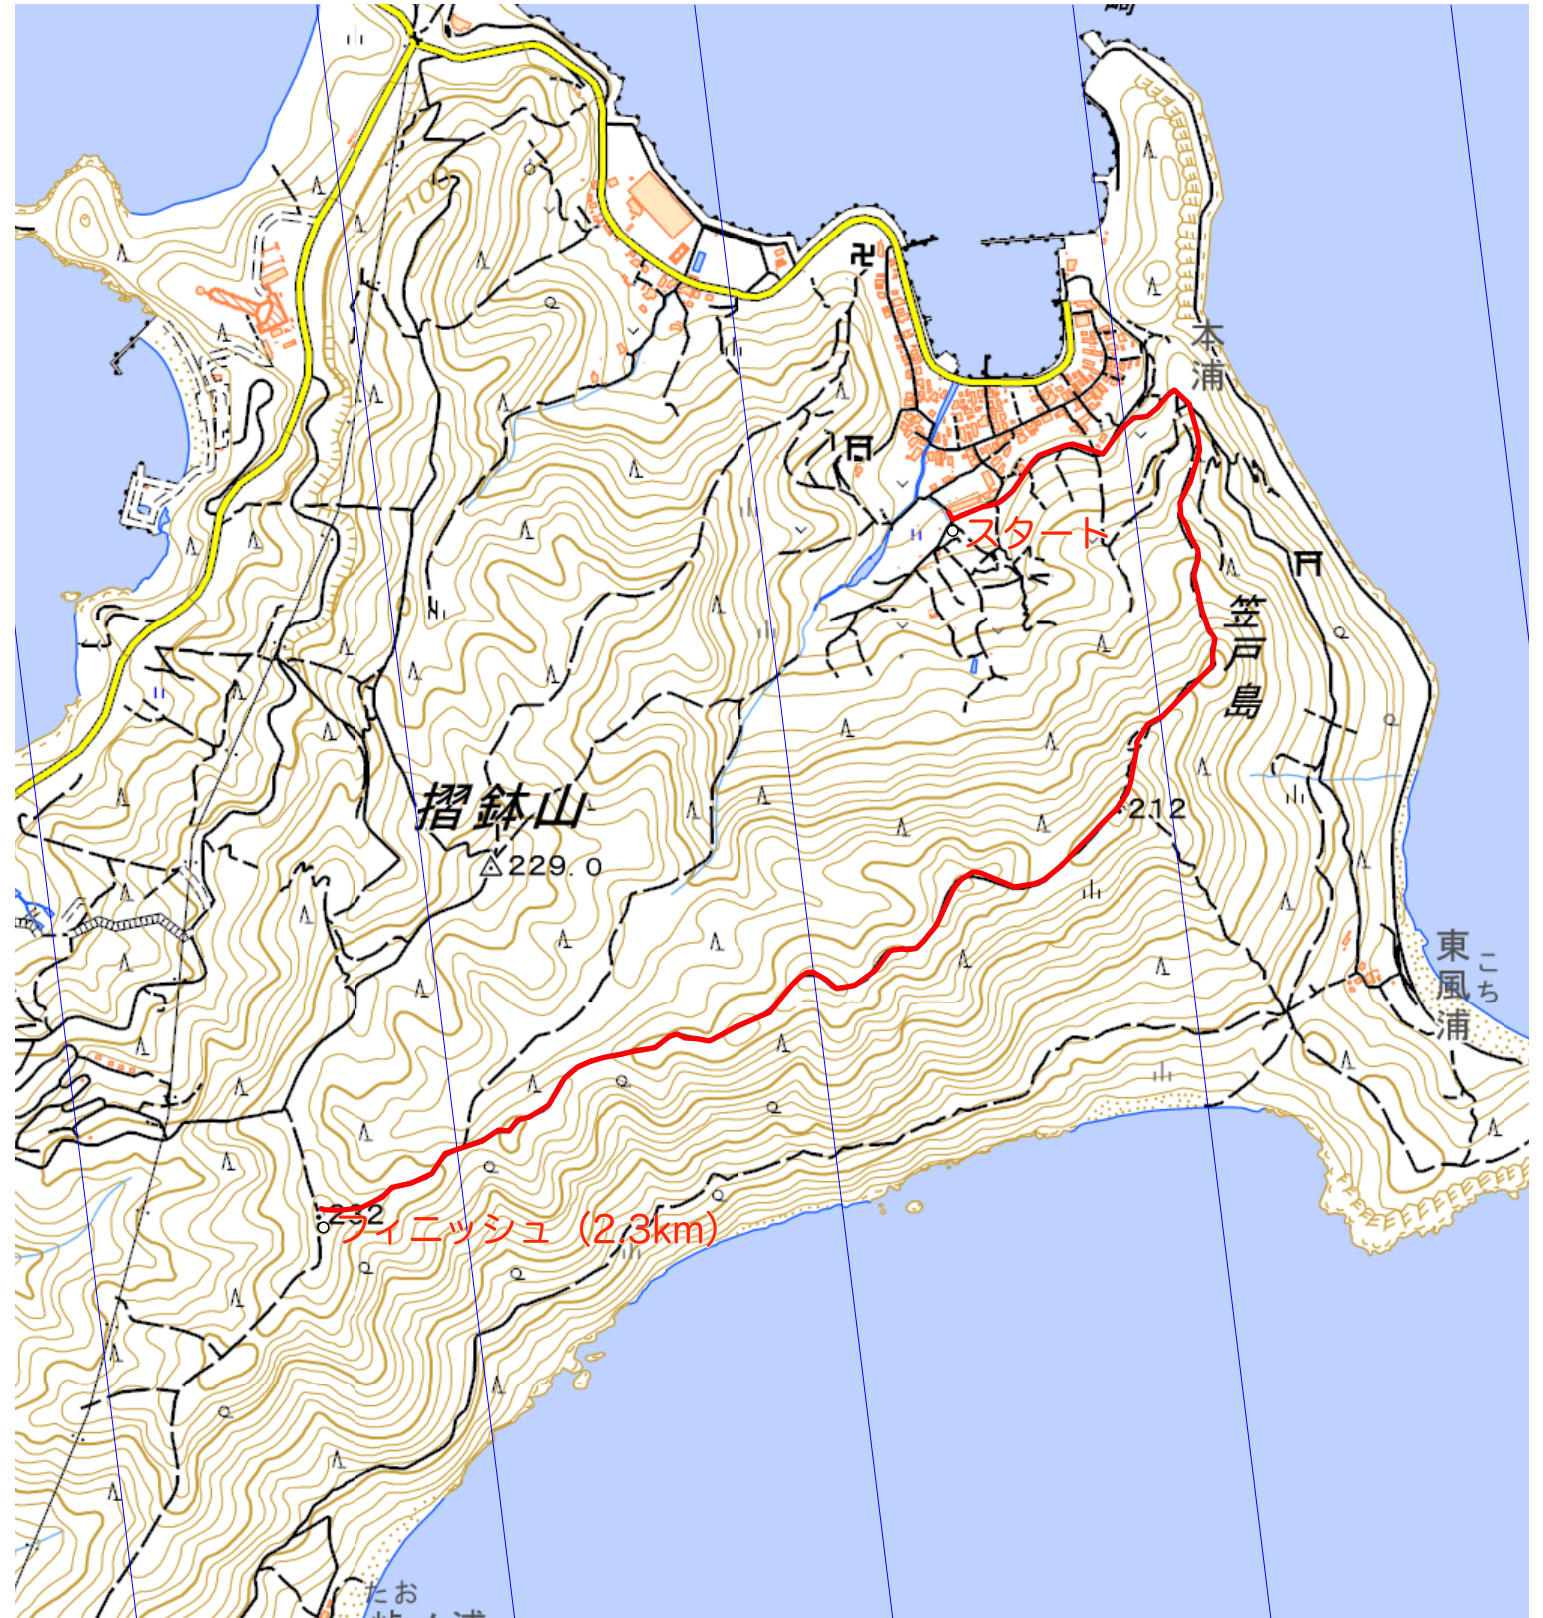 本浦
スタート
笠戸島
摺鉢山
229.0
212
東風浦
こち
フィニッシュ (2.3km)
たお